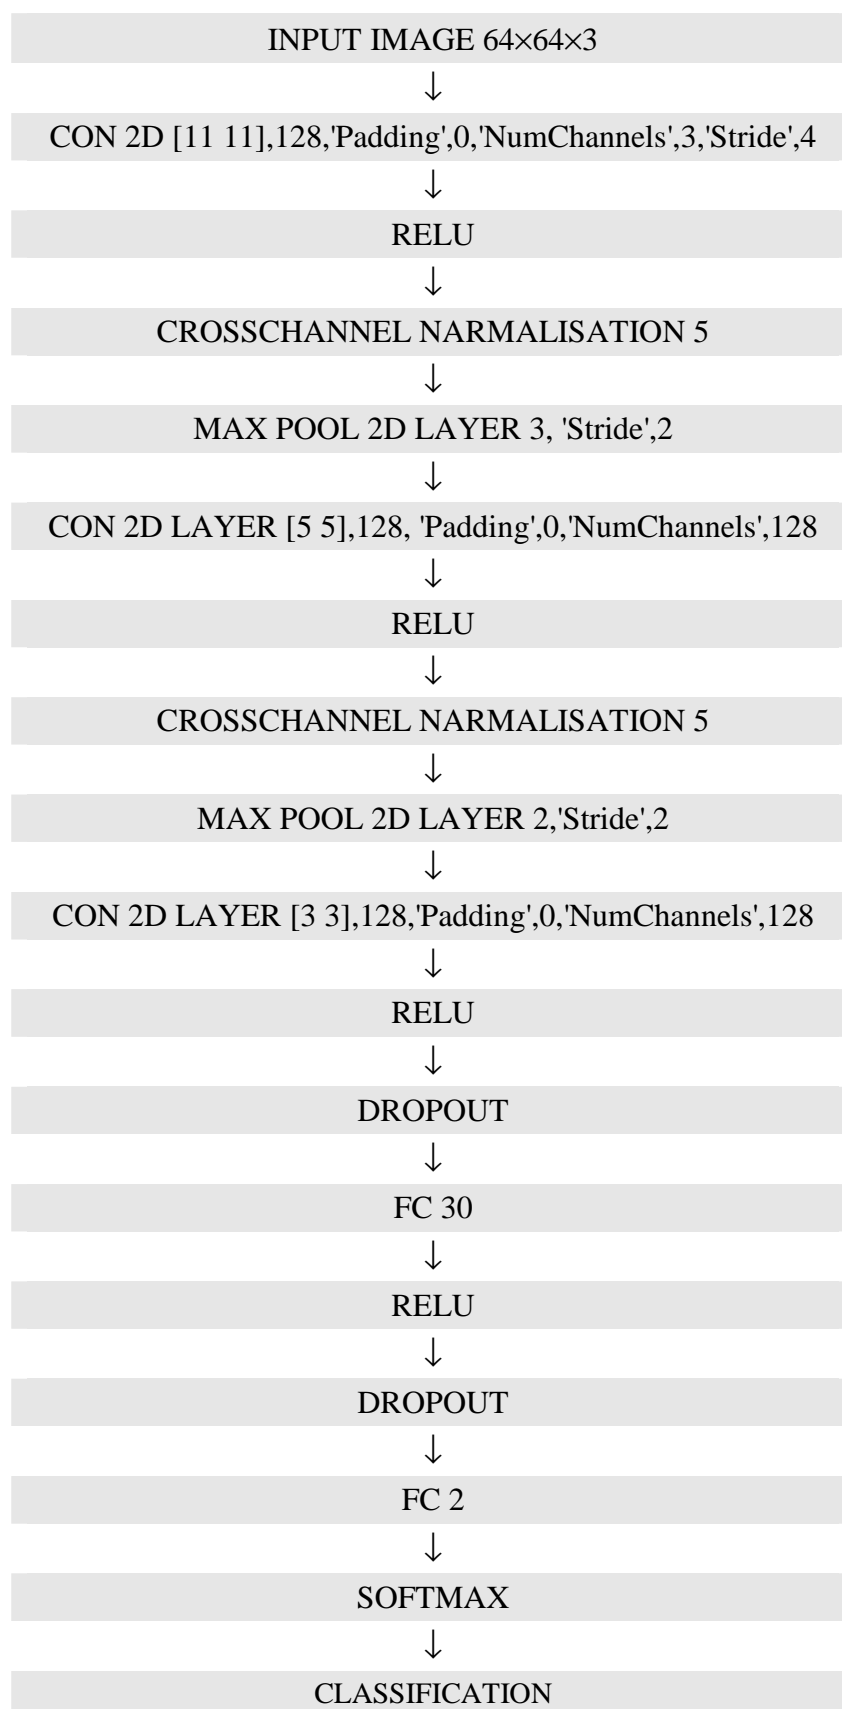 INPUT IMAGE 64×64×3
↓
CON 2D [11 11],128,'Padding',0,'NumChannels',3,'Stride',4
↓
RELU
↓
CROSSCHANNEL NARMALISATION 5
↓
MAX POOL 2D LAYER 3, 'Stride',2
↓
CON 2D LAYER [5 5],128, 'Padding',0,'NumChannels',128
↓
RELU
↓
CROSSCHANNEL NARMALISATION 5
↓
MAX POOL 2D LAYER 2,'Stride',2
↓
CON 2D LAYER [3 3],128,'Padding',0,'NumChannels',128
↓
RELU
↓
DROPOUT
↓
FC 30
↓
RELU
↓
DROPOUT
↓
FC 2
↓
SOFTMAX
↓
CLASSIFICATION